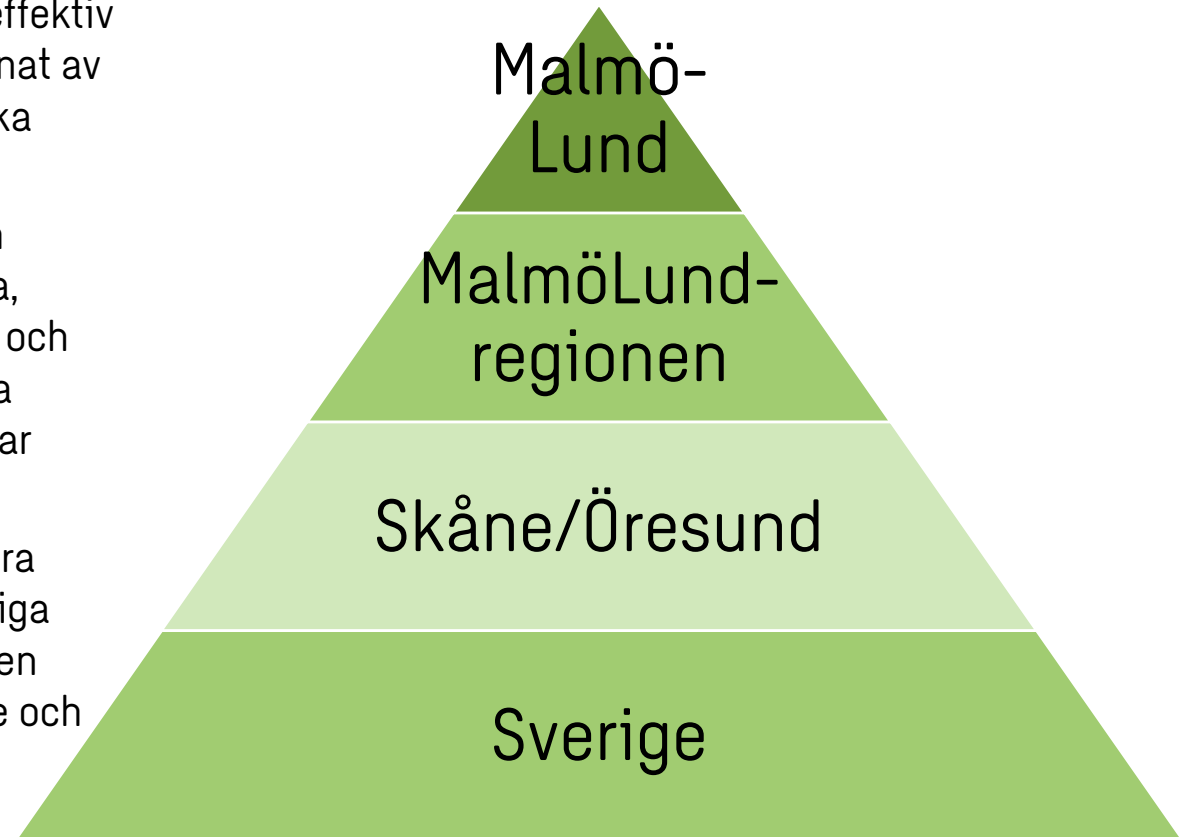 effektiv
nat av
ka
a,
och
a
ar
ra
iga
en
e och
Malmö-
Lund
MalmöLund-
regionen
Skåne/Öresund
Sverige